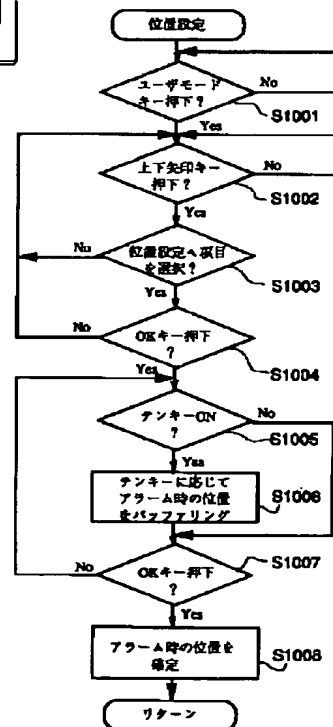 位置設定
ユーザモード
キー押下?
No
S1001
Yes
上下矢印キー
押下?
No
S1002
Yes
位置設定へ項目
を選択?
No
S1003
Yes
OKキー押下
?
No
S1004
Yes
テンキーON
?
No
S1005
Yes
テンキーに応じて
アラーム時の位置
をバッファリング
S1006
OKキー押下
?
No
S1007
Yes
アラーム時の位置を
確定
S1008
リターン